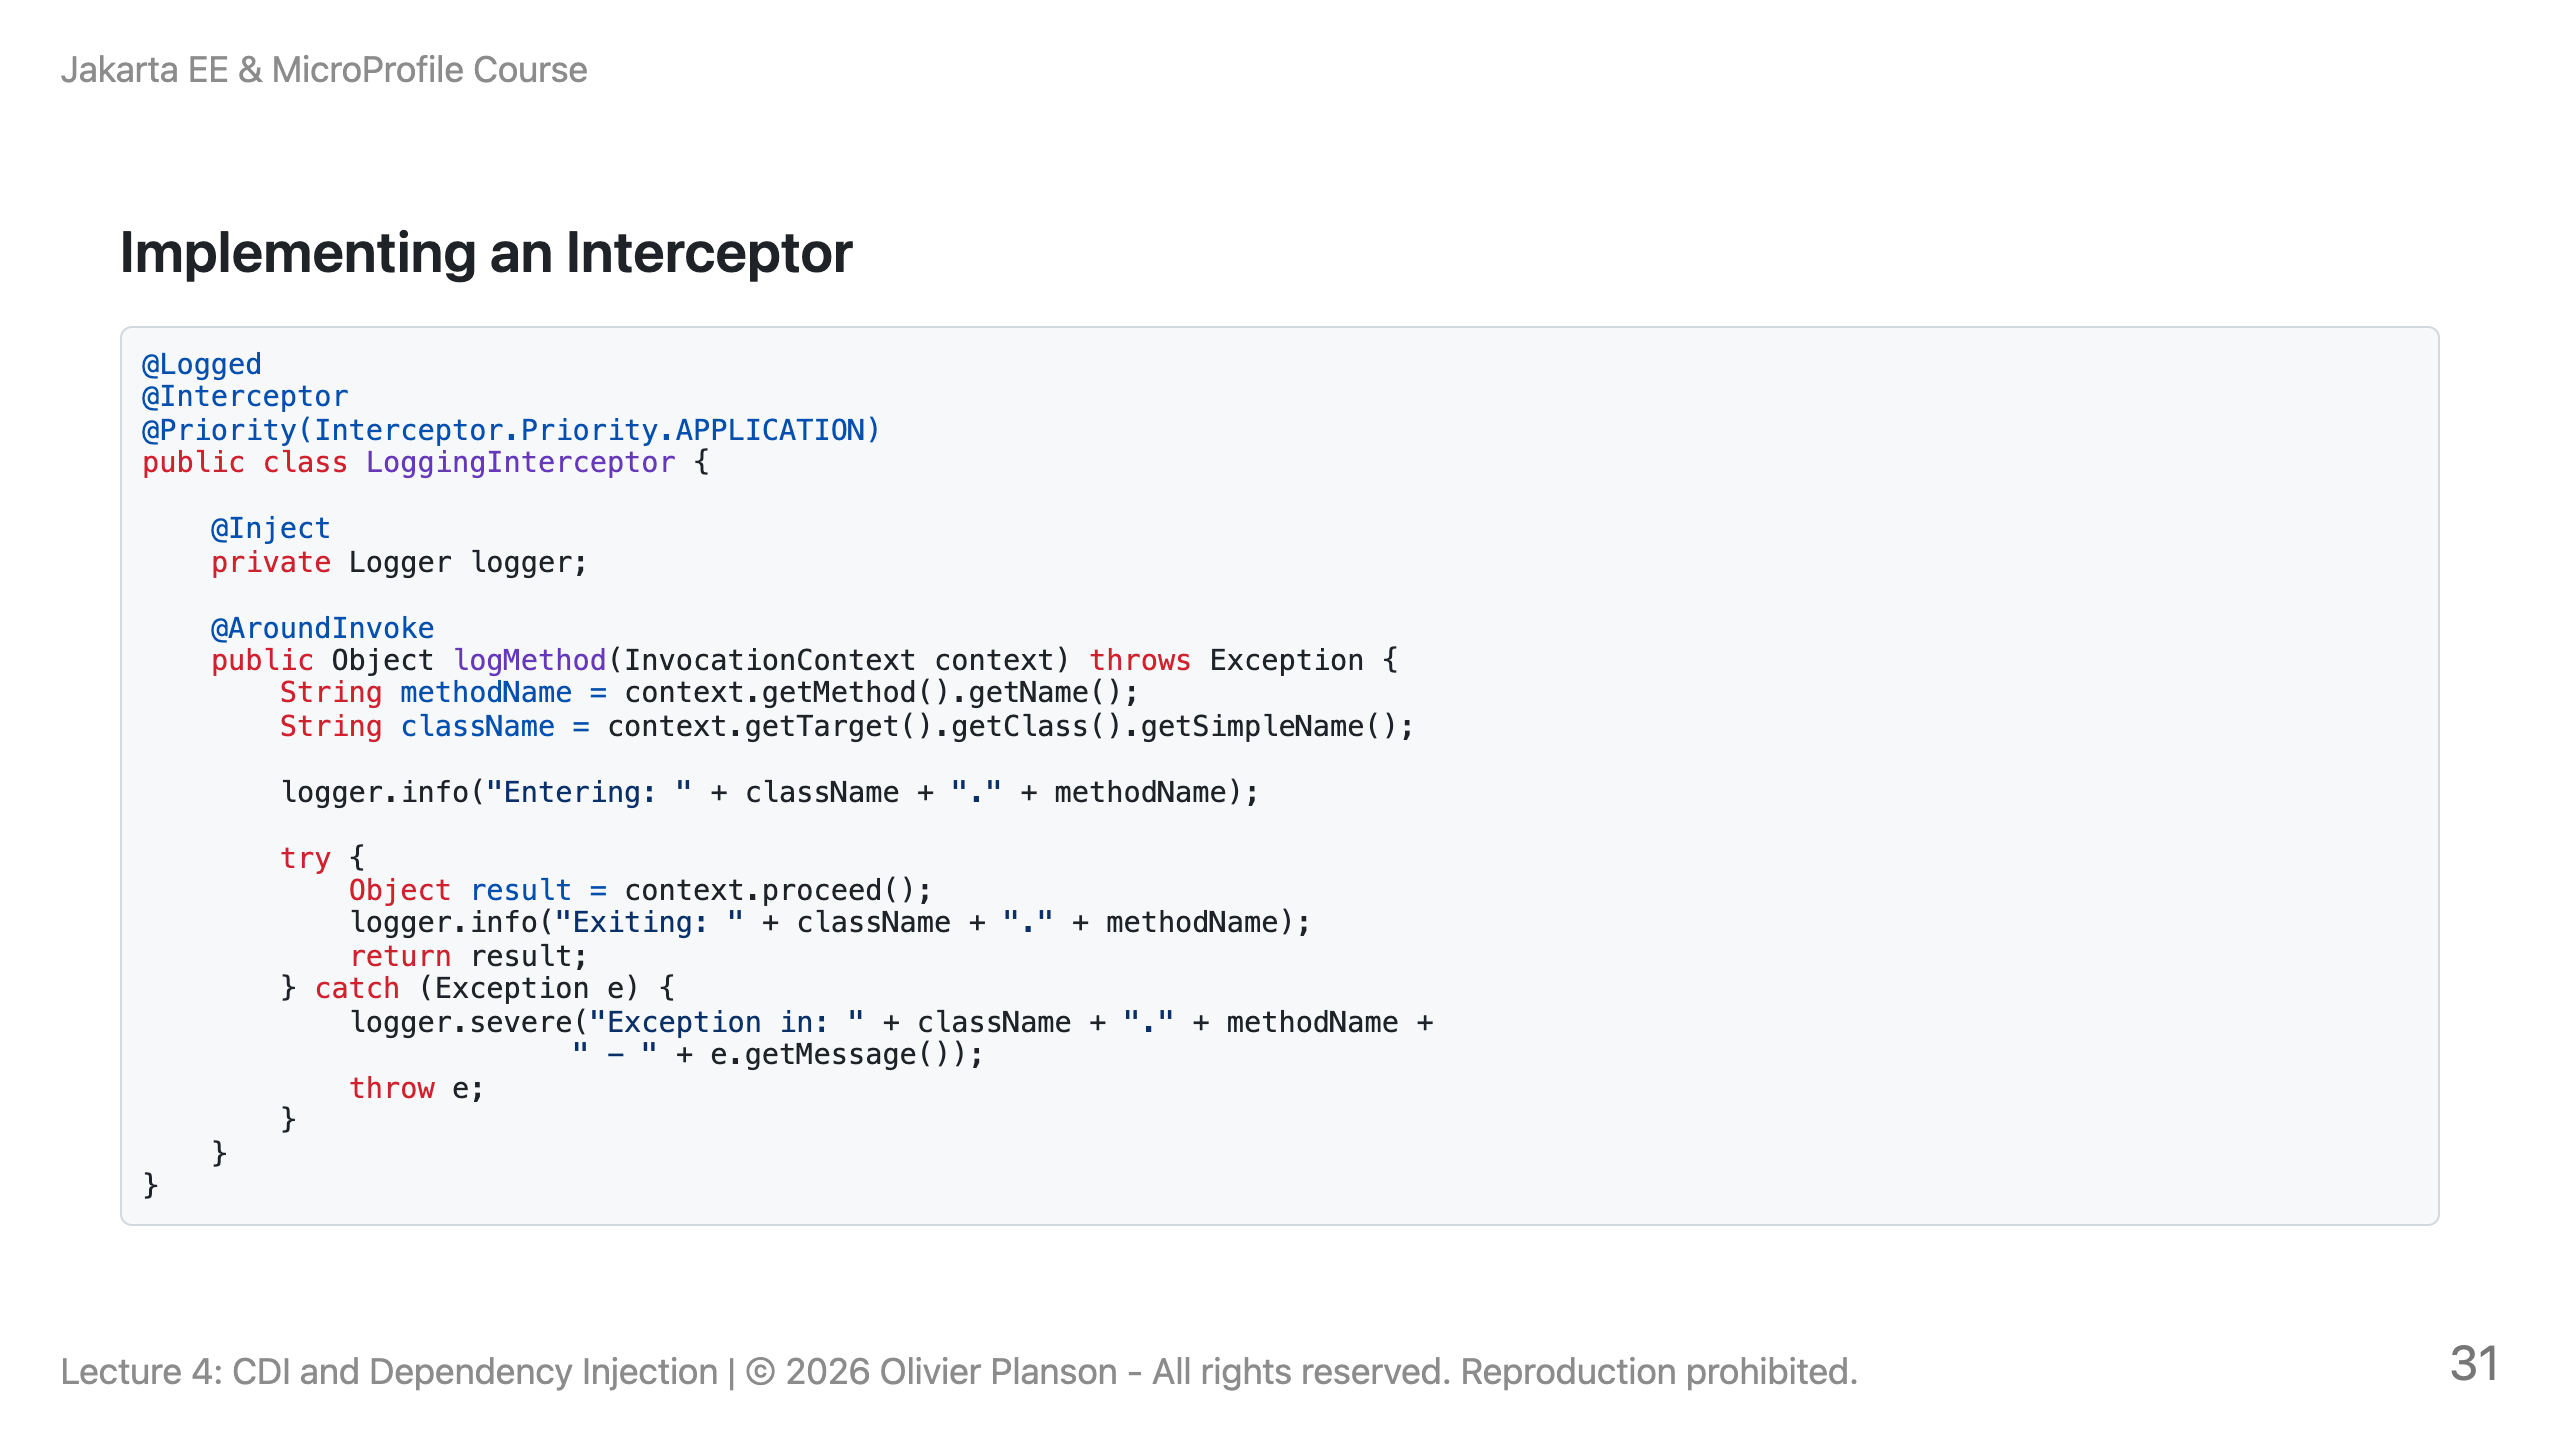 Jakarta EE & MicroProfile Course
Implementing an Interceptor
@Logged
@Interceptor
@Priority(Interceptor.Priority.APPLICATION)
public class LoggingInterceptor {
    @Inject
    private Logger logger;
    @AroundInvoke
    public Object logMethod(InvocationContext context) throws Exception {
        String methodName = context.getMethod().getName();
        String className = context.getTarget().getClass().getSimpleName();
        logger.info("Entering: " + className + "." + methodName);
        try {
            Object result = context.proceed();
            logger.info("Exiting: " + className + "." + methodName);
            return result;
        } catch (Exception e) {
            logger.severe("Exception in: " + className + "." + methodName +
                         " - " + e.getMessage());
            throw e;
        }
    }
}
Lecture 4: CDI and Dependency Injection | © 2026 Olivier Planson - All rights reserved. Reproduction prohibited.
31